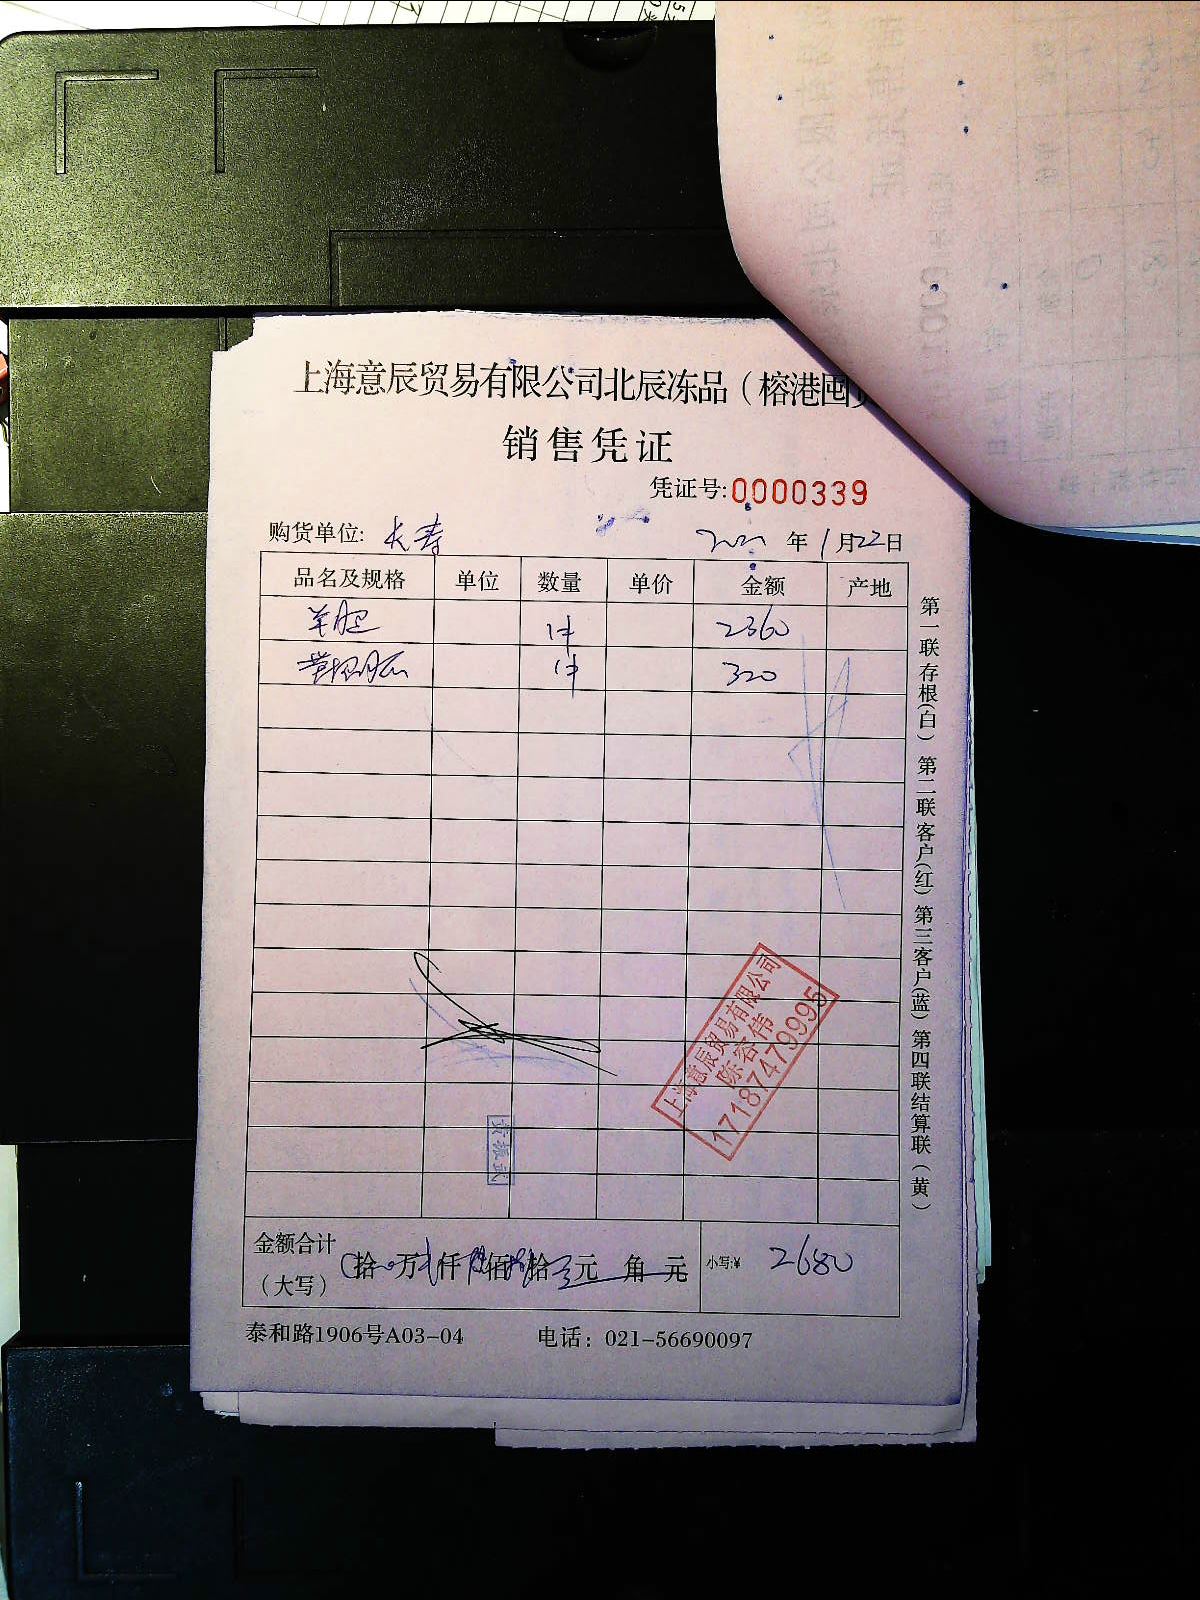 上海意辰贸易有限公司北辰冻品（榕港囤
销售凭证
凭证号:0000339
购货单位: 长寿 年 1月22日
品名及规格 单位 数量 单价 金额 产地
羊 1件 2360
1件 320
第一联存根(白) 第二联客户(红) 第三客户(蓝) 第四联结算联(黄)
上海意辰贸易有限公司
陈容伟
17187479995
金额合计
（大写） 拾 万 仟 佰 拾 元 角 元 小写:¥ 2680
泰和路1906号A03-04 电话：021-56690097